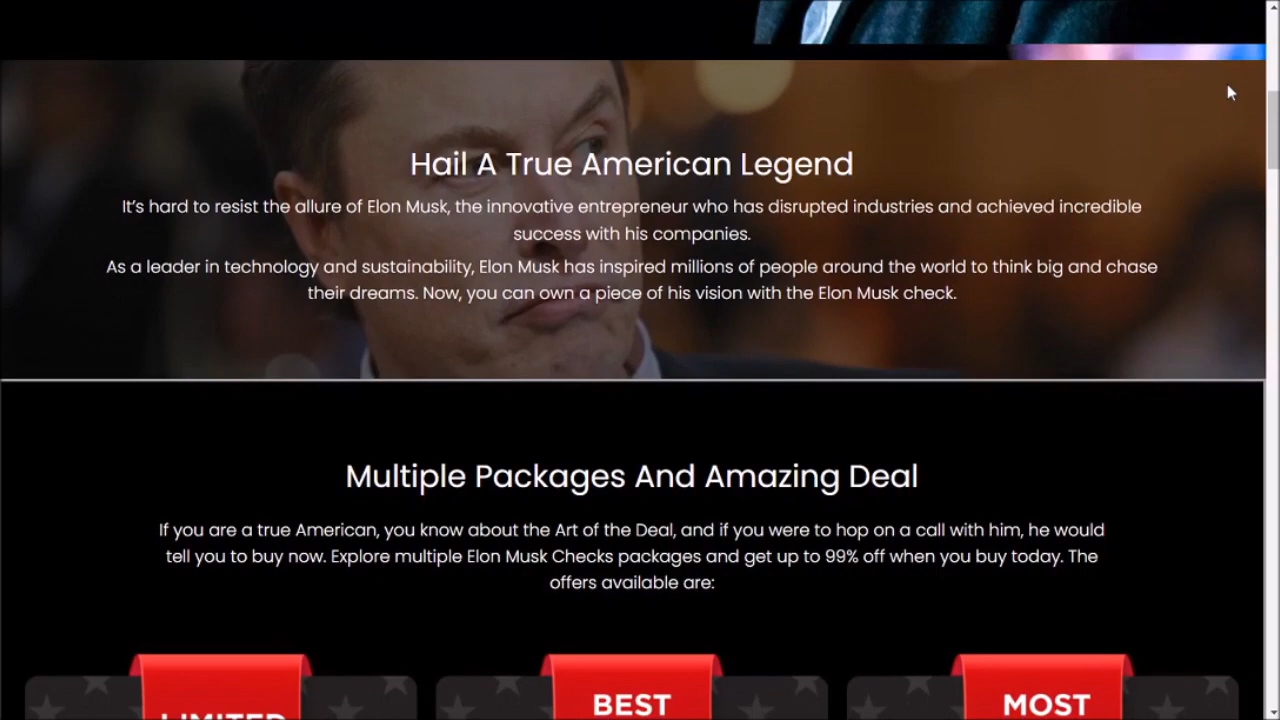 Hail A True American Legend
It's hard to resist the allure of Elon Musk, the innovative entrepreneur who has disrupted industries and achieved incredible
success with his companies.
As a leader in technology and sustainability, Elon Musk has inspired millions of people around the world to think big and chase
their dreams. Now, you can own a piece of his vision with the Elon Musk check.
Multiple Packages And Amazing Deal
If you are a true American, you know about the Art of the Deal, and if you were to hop on a call with him, he would
tell you to buy now. Explore multiple Elon Musk Checks packages and get up to 99% off when you buy today. The
offers available are:
LIMITED
BEST
MOST